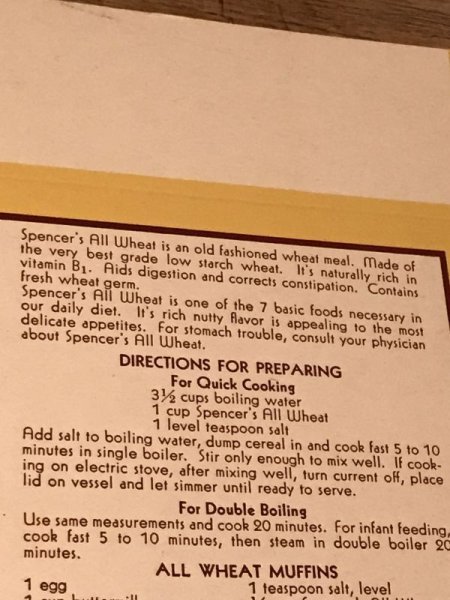 Spencer's All Wheat is an old fashioned wheat meal. Made of
the very best grade low starch wheat. It's naturally rich in
vitamin B1. Aids digestion and corrects constipation. Contains
fresh wheat germ.
Spencer's All Wheat is one of the 7 basic foods necessary in
our daily diet. It's rich nutty flavor is appealing to the most
delicate appetites. For stomach trouble, consult your physician
about Spencer's All Wheat.
DIRECTIONS FOR PREPARING
For Quick Cooking
3½ cups boiling water
1 cup Spencer's All Wheat
1 level teaspoon salt
Add salt to boiling water, dump cereal in and cook fast 5 to 10
minutes in single boiler. Stir only enough to mix well. If cook-
ing on electric stove, after mixing well, turn current off, place
lid on vessel and let simmer until ready to serve.
For Double Boiling
Use same measurements and cook 20 minutes. For infant feeding,
cook fast 5 to 10 minutes, then steam in double boiler 20
minutes.
ALL WHEAT MUFFINS
1 egg
1 teaspoon salt, level